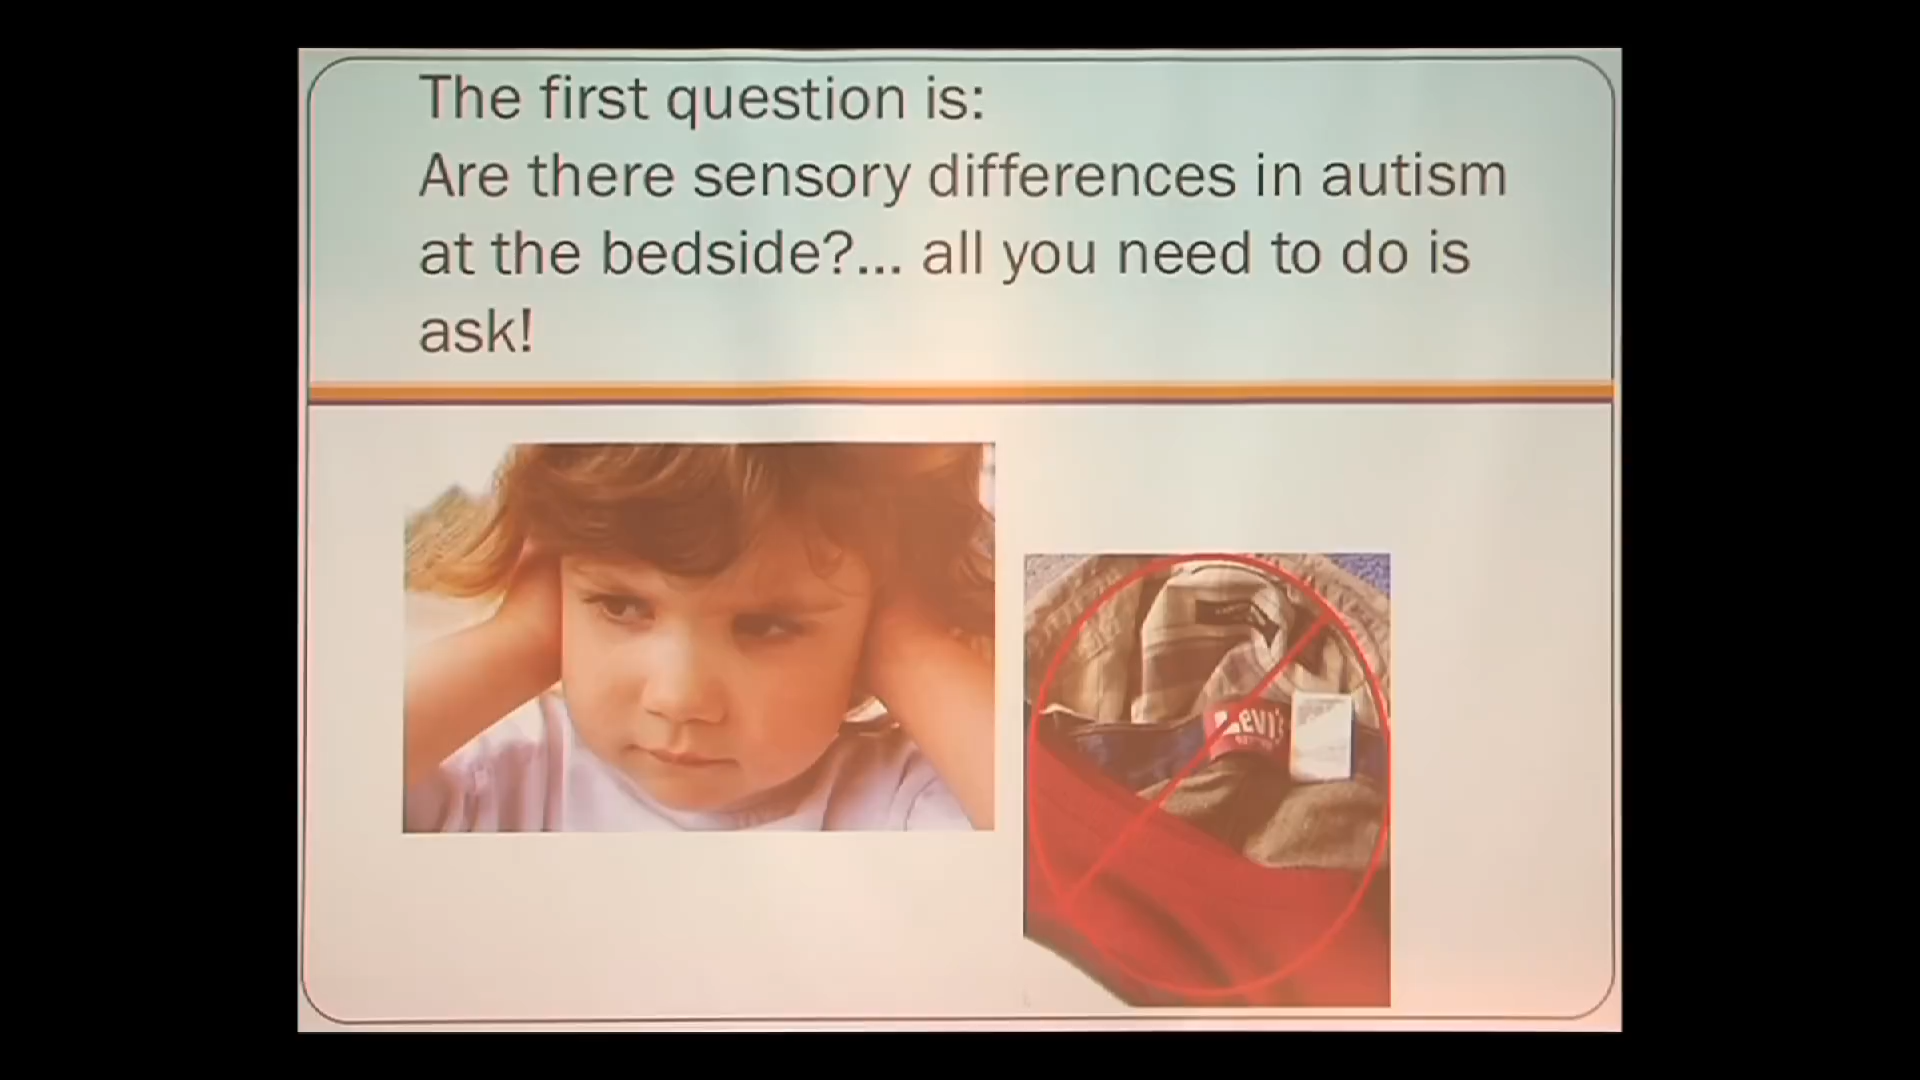 The first question is:
Are there sensory differences in autism
at the bedside?... all you need to do is
ask!
Levi's